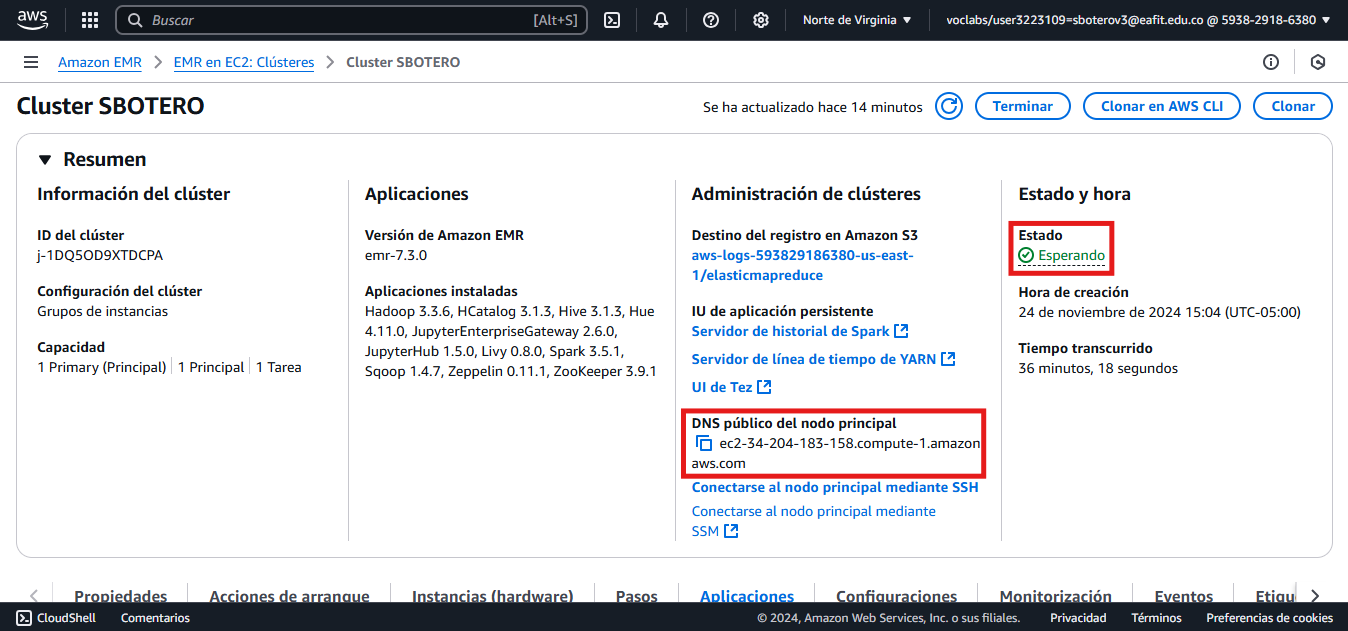 aws
Buscar
[Alt+S]
Norte de Virginia
voclabs/user3223109=sboterov3@eafit.edu.co @ 5938-2918-6380
Amazon EMR
EMR en EC2: Clústeres
Cluster SBOTERO
Cluster SBOTERO
Se ha actualizado hace 14 minutos
Terminar
Clonar en AWS CLI
Clonar
Resumen
Información del clúster
ID del clúster
j-1DQ5OD9XTDCPA
Configuración del clúster
Grupos de instancias
Capacidad
1 Primary (Principal) 1 Principal 1 Tarea
Aplicaciones
Versión de Amazon EMR
emr-7.3.0
Aplicaciones instaladas
Hadoop 3.3.6, HCatalog 3.1.3, Hive 3.1.3, Hue
4.11.0, JupyterEnterpriseGateway 2.6.0,
JupyterHub 1.5.0, Livy 0.8.0, Spark 3.5.1,
Sqoop 1.4.7, Zeppelin 0.11.1, ZooKeeper 3.9.1
Administración de clústeres
Destino del registro en Amazon S3
aws-logs-593829186380-us-east-
1/elasticmapreduce
IU de aplicación persistente
Servidor de historial de Spark
Servidor de línea de tiempo de YARN
UI de Tez
DNS público del nodo principal
ec2-34-204-183-158.compute-1.amazon
aws.com
Conectarse al nodo principal mediante SSH
Conectarse al nodo principal mediante
SSM
Estado y hora
Estado
Esperando
Hora de creación
24 de noviembre de 2024 15:04 (UTC-05:00)
Tiempo transcurrido
36 minutos, 18 segundos
Propiedades
Acciones de arranque
Instancias (hardware)
Pasos
Aplicaciones
Configuraciones
Monitorización
Eventos
Etiqu
CloudShell
Comentarios
© 2024, Amazon Web Services, Inc. o sus filiales.
Privacidad
Términos
Preferencias de cookies